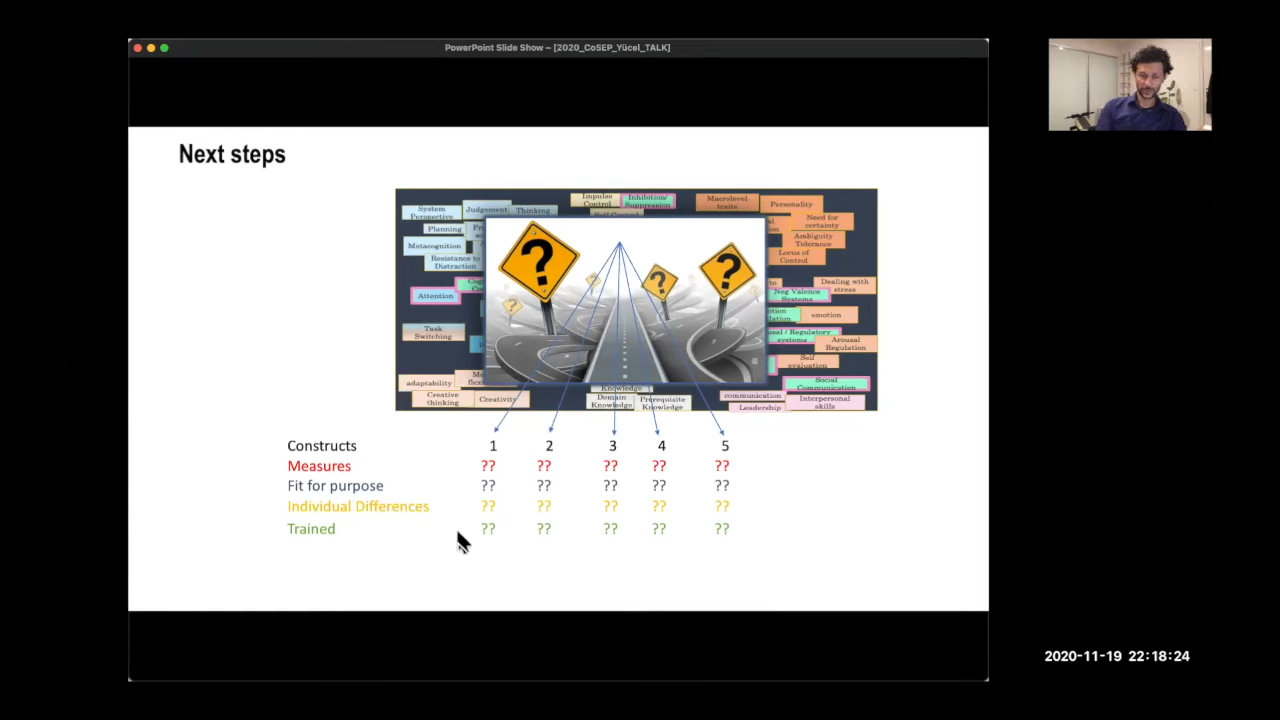 PowerPoint Slide Show ~ [2020_CoSEP_Yücel_TALK]
Next steps
System Perspective
Judgement
Thinking
Impulse Control
Inhibition/ Suppression
Macrolevel traits
Personality
Planning
Need for certainty
Metacognition
Ambiguity Tolerance
Resistance to Distraction
Locus of Control
Attention
Neg Valence Systems
Dealing with stress
emotion
Task Switching
/ Regulatory systems
Arousal Regulation
Self evaluation
adaptability
Social Communication
Creative thinking
Creativity
Knowledge
Domain Knowledge
Prerequisite Knowledge
communication
Interpersonal skills
Leadership
Constructs 1 2 3 4 5
Measures ?? ?? ?? ?? ??
Fit for purpose ?? ?? ?? ?? ??
Individual Differences ?? ?? ?? ?? ??
Trained ?? ?? ?? ?? ??
2020-11-19 22:18:24